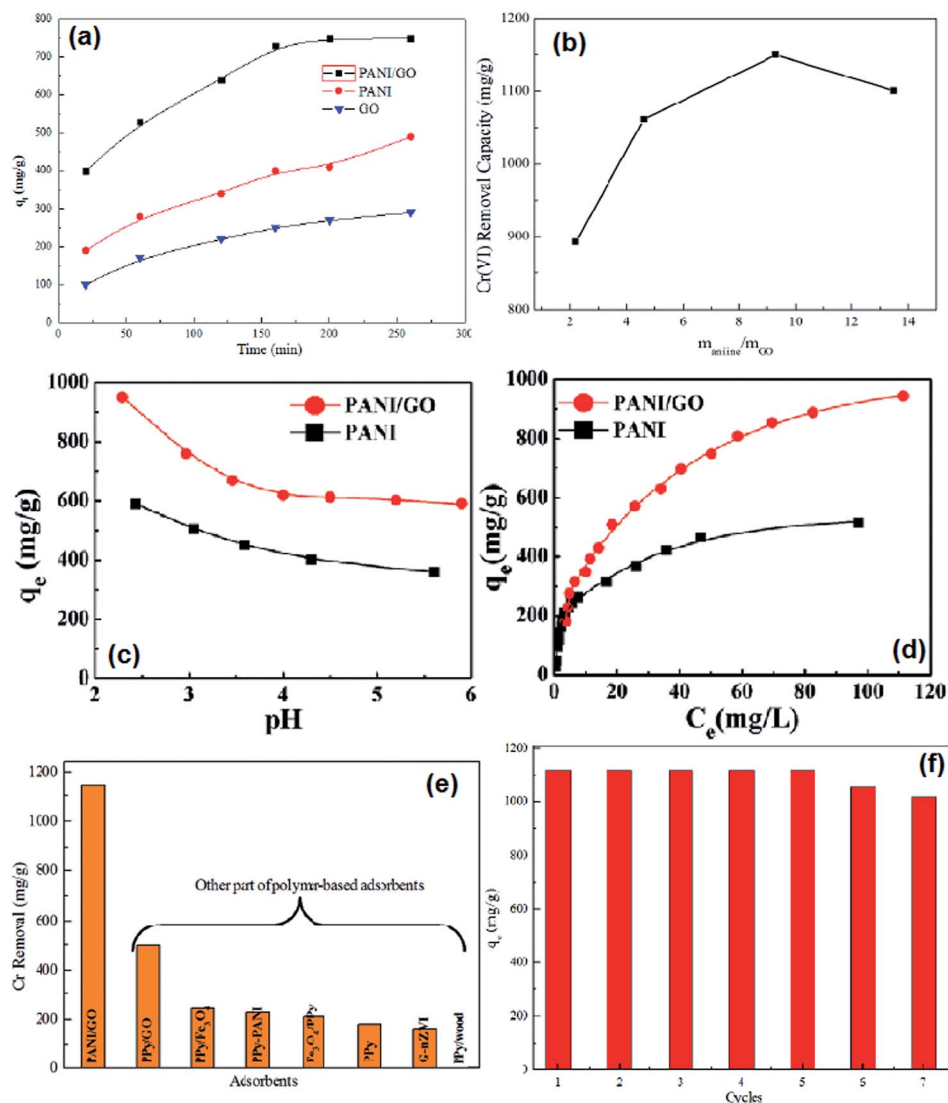 (a)
800
700
600
500
400
300
200
100
0
q_t (mg/g)
PANI/GO
PANI
GO
0 50 100 150 200 250 300
Time (min)
(b)
1200
1100
1000
900
800
Cr(VI) Removal Capacity (mg/g)
2 4 6 8 10 12 14
m_aniine/m_GO
1000
800
600
400
200
0
q_e (mg/g)
PANI/GO
PANI
(c)
2 3 4 5 6
pH
1000
800
600
400
200
0
q_e (mg/g)
PANI/GO
PANI
(d)
0 20 40 60 80 100 120
C_e(mg/L)
(e)
1200
1000
800
600
400
200
0
Cr Removal (mg/g)
Other part of polymer-based adsorbents
PANI/GO
PPy/GO
PPy/Fe₃O₄
PPy-PANI
Fe₃O₄/PPy
PPy
G-nZVI
PPy/wood
Adsorbents
(f)
1200
1000
800
600
400
200
0
q_e (mg/g)
1 2 3 4 5 6 7
Cycles